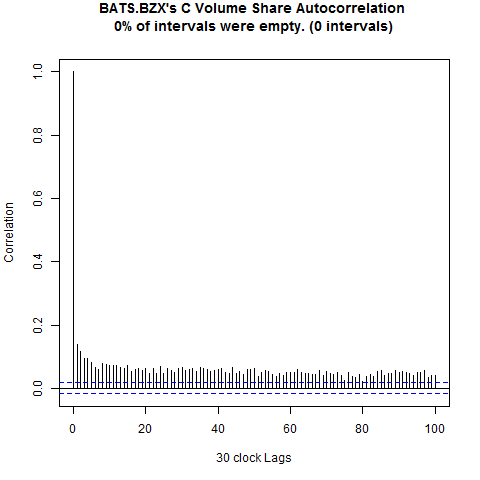 BATS.BZX's C Volume Share Autocorrelation
0% of intervals were empty. (0 intervals)
1.0
0.8
0.6
0.4
0.2
0.0
Correlation
0 20 40 60 80 100
30 clock Lags